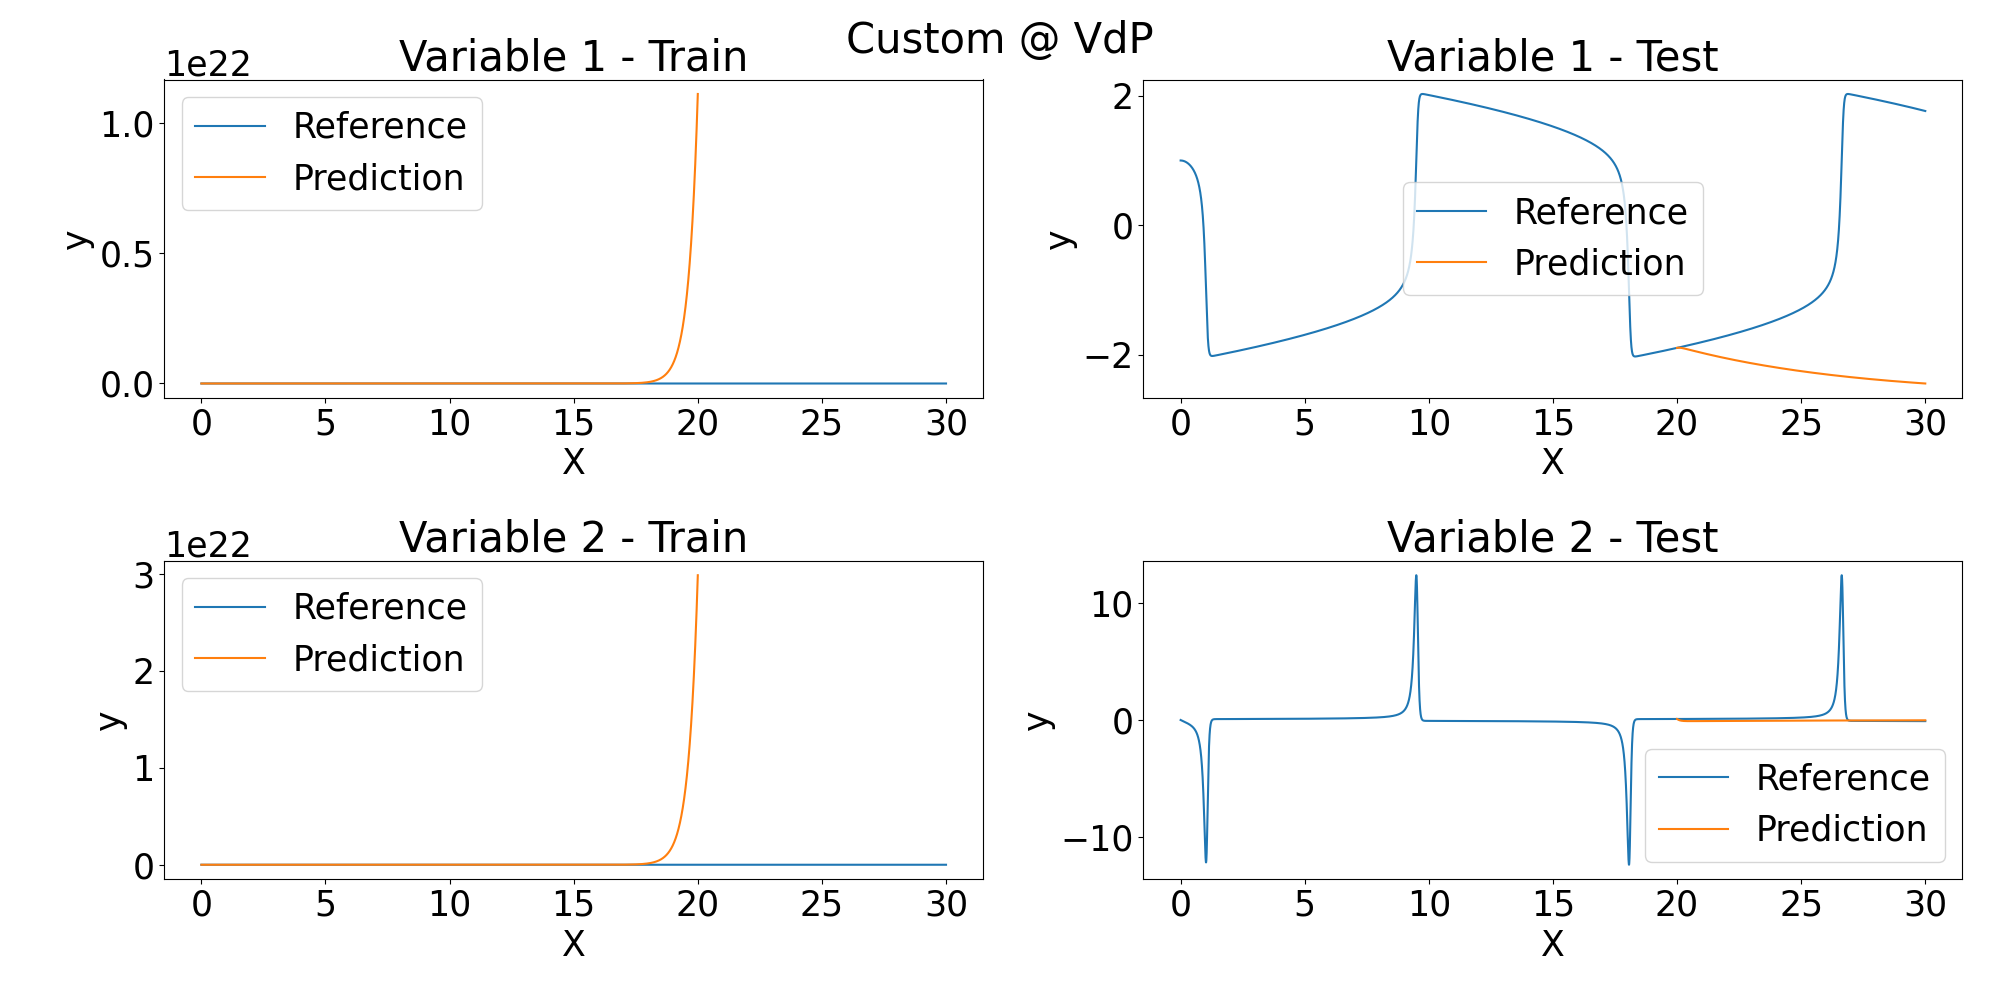 Custom @ VdP
Variable 1 - Train
1e22
1.0
0.5
0.0
y
Reference
Prediction
0 5 10 15 20 25 30
X
Variable 1 - Test
2
0
−2
y
Reference
Prediction
0 5 10 15 20 25 30
X
Variable 2 - Train
1e22
3
2
1
0
y
Reference
Prediction
0 5 10 15 20 25 30
X
Variable 2 - Test
10
0
−10
y
Reference
Prediction
0 5 10 15 20 25 30
X